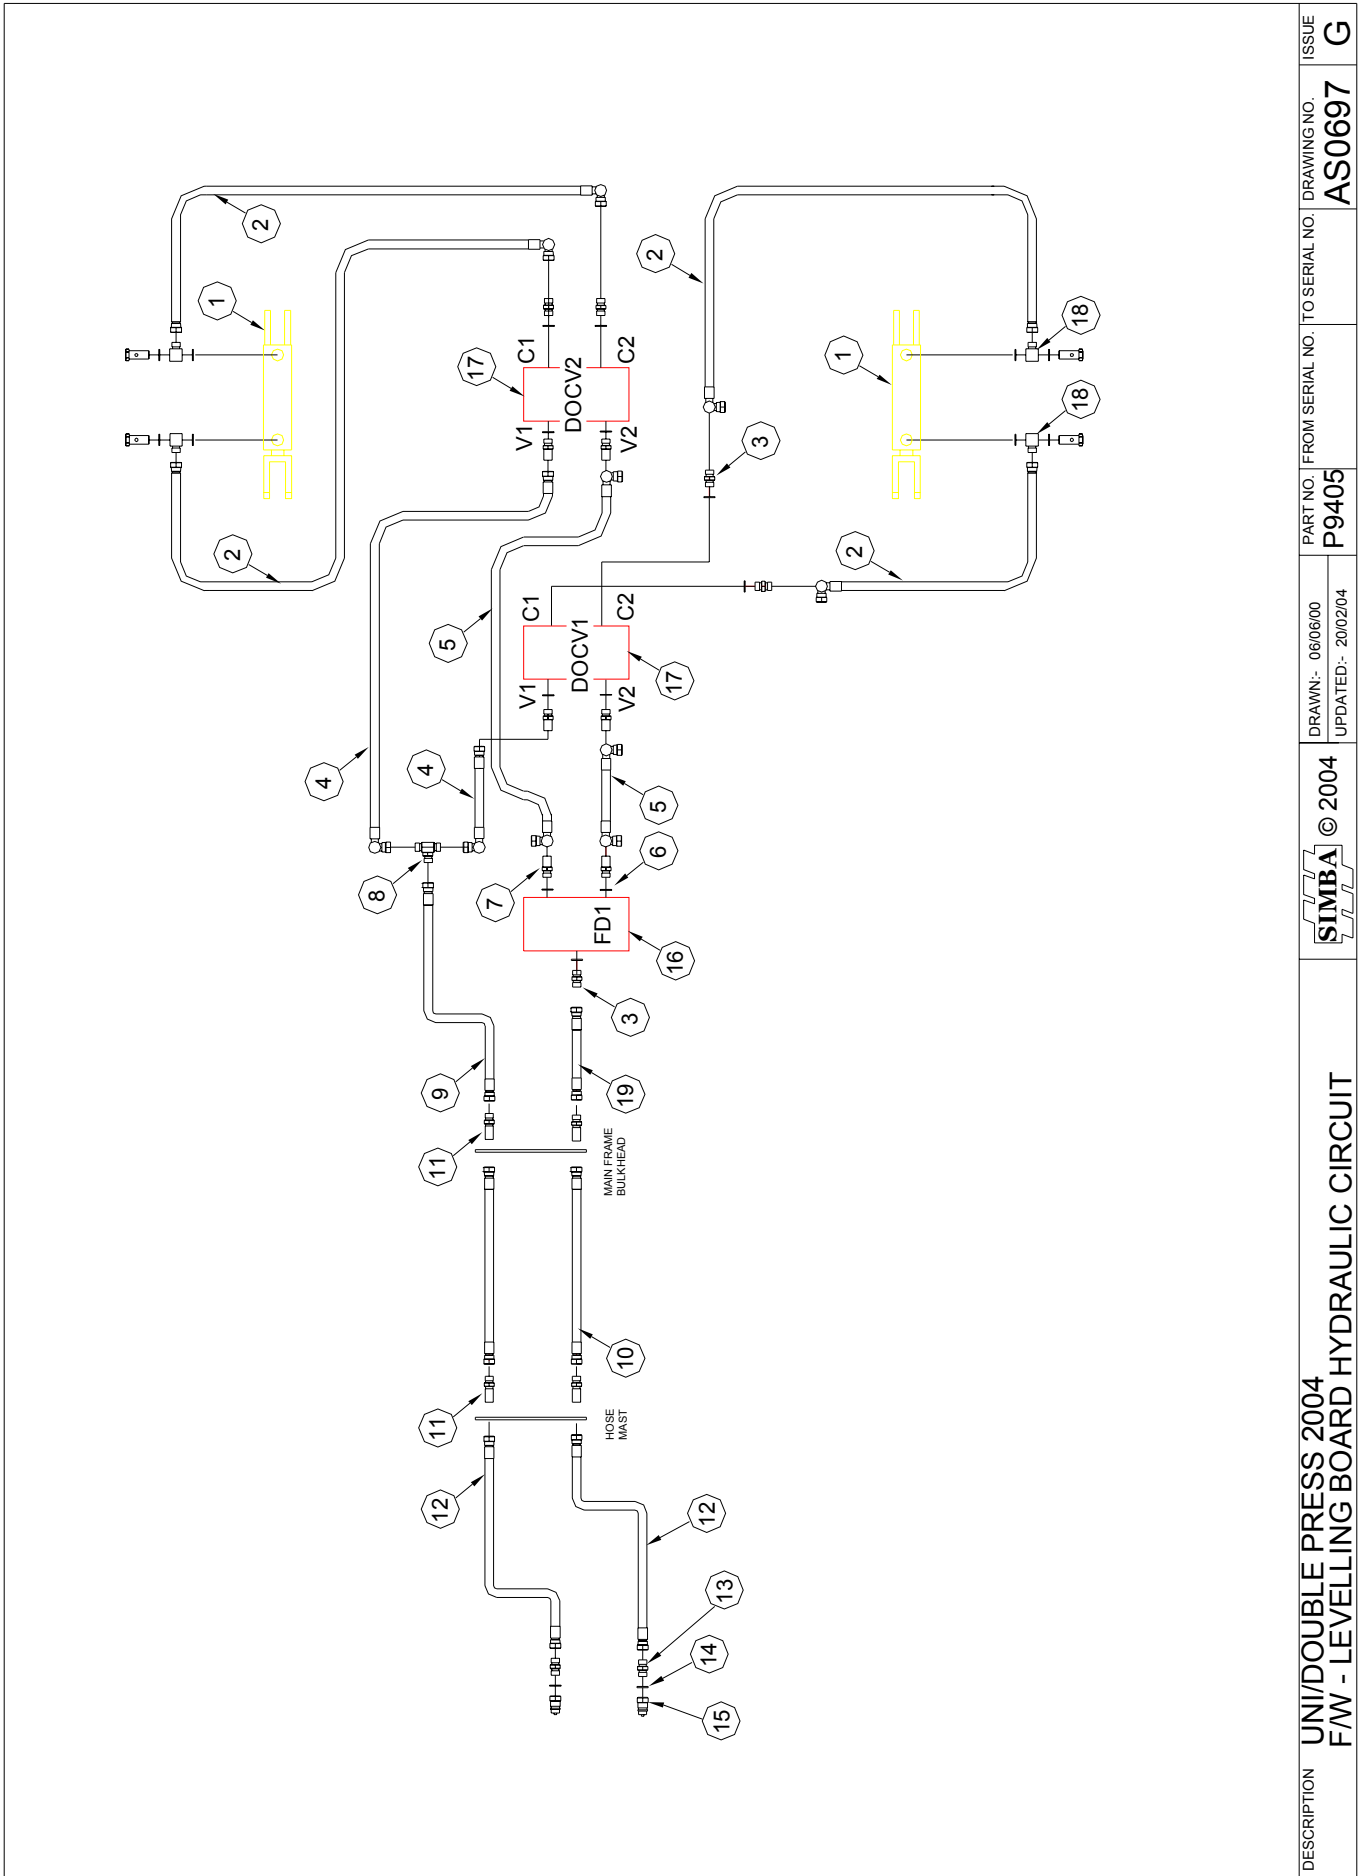 2
1
17
C1
DOCV2
C2
V1
V2
2
4
5
2
3
1
18
18
2
C1
DOCV1
C2
V1
V2
17
4
5
6
7
8
FD1
16
3
9
19
11
MAIN FRAME
BULKHEAD
10
11
HOSE
MAST
12
12
13
14
15
DESCRIPTION
UNI/DOUBLE PRESS 2004
F/W - LEVELLING BOARD HYDRAULIC CIRCUIT
SIMBA © 2004
DRAWN:- 06/06/00
UPDATED:- 20/02/04
PART NO.
P9405
FROM SERIAL NO.
TO SERIAL NO.
DRAWING NO.
AS0697
ISSUE
G